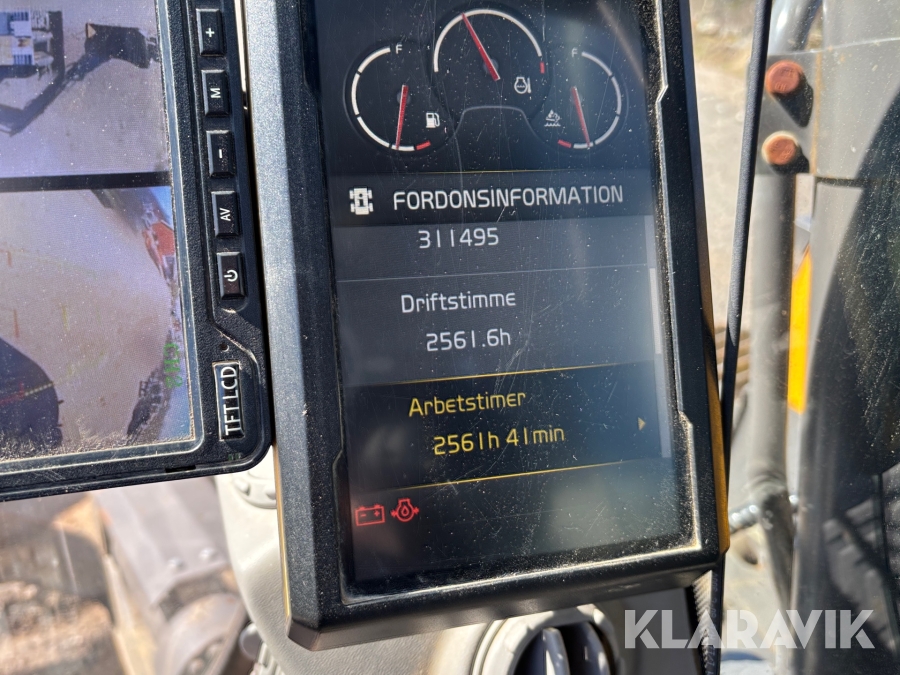 +
M
I
AV
TFT LCD
F
F
FORDONSINFORMATION
311495
Driftstimme
2561.6h
Arbetstimer
2561h 41min
KLARAVIK